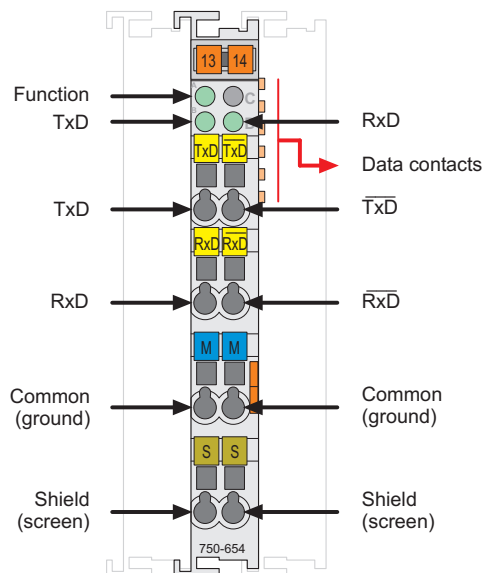 13 14
A C
Function
B
TxD
RxD
TxD T̅x̅D̅
Data contacts
TxD
T̅x̅D̅
RxD R̅x̅D̅
RxD
R̅x̅D̅
M M
Common
(ground)
Common
(ground)
S S
Shield
(screen)
Shield
(screen)
750-654